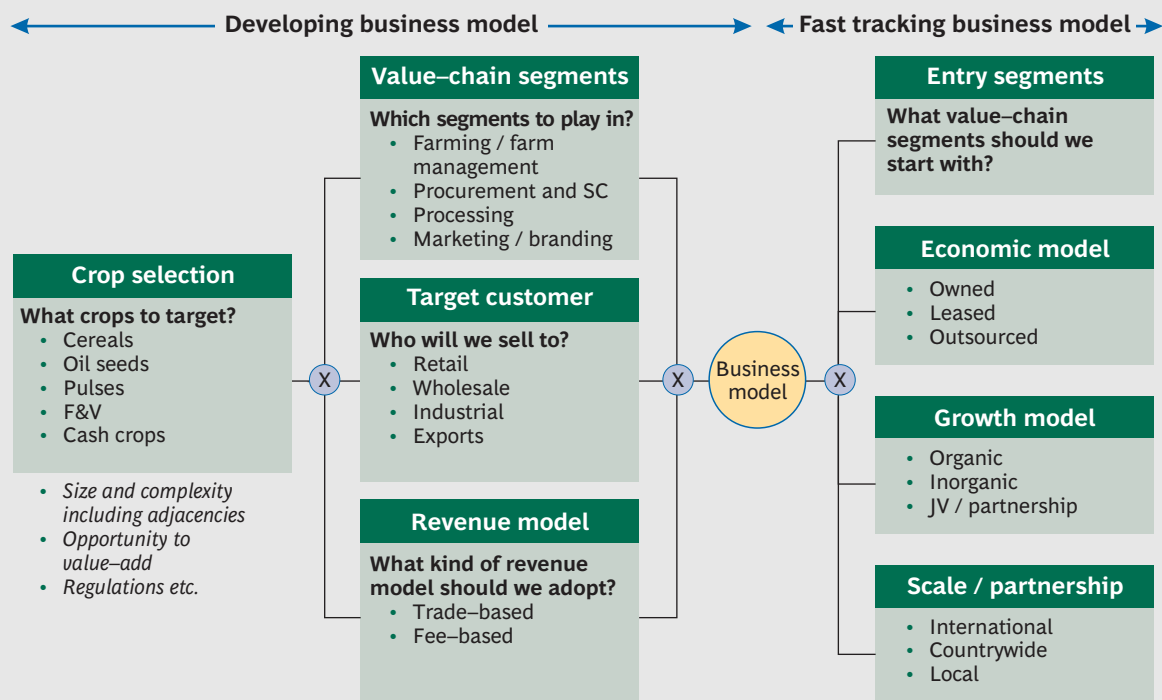 Developing business model
Fast tracking business model
Crop selection
What crops to target?
• Cereals
• Oil seeds
• Pulses
• F&V
• Cash crops
• Size and complexity
including adjacencies
• Opportunity to
value–add
• Regulations etc.
X
Value–chain segments
Which segments to play in?
• Farming / farm
management
• Procurement and SC
• Processing
• Marketing / branding
Target customer
Who will we sell to?
• Retail
• Wholesale
• Industrial
• Exports
Revenue model
What kind of revenue
model should we adopt?
• Trade–based
• Fee–based
X
Business
model
X
Entry segments
What value–chain
segments should we
start with?
Economic model
• Owned
• Leased
• Outsourced
Growth model
• Organic
• Inorganic
• JV / partnership
Scale / partnership
• International
• Countrywide
• Local